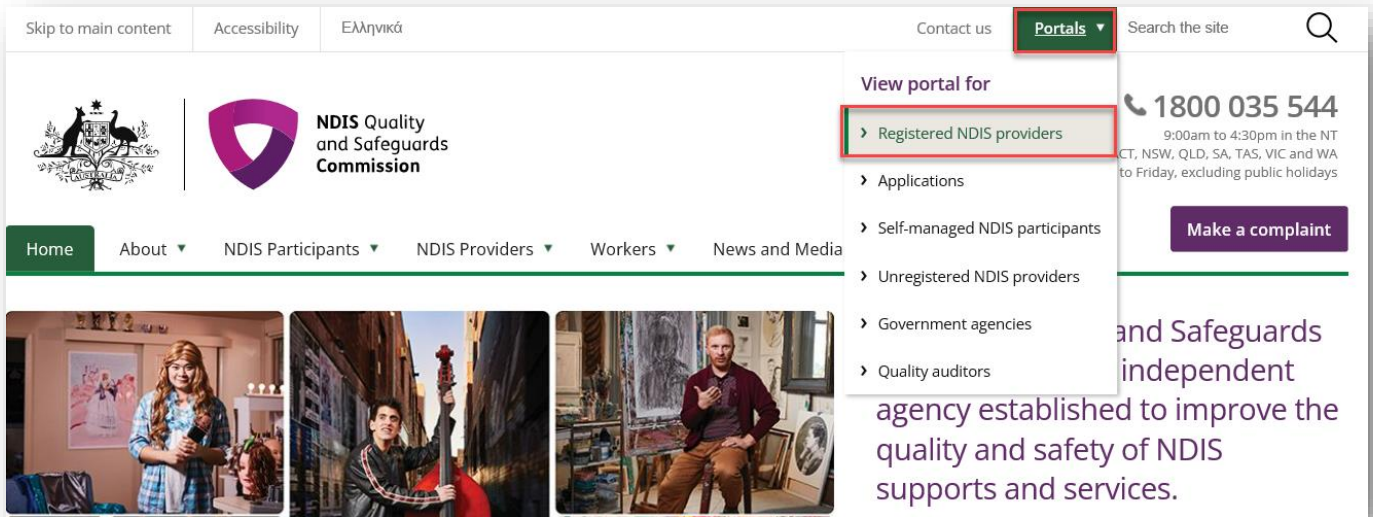 Skip to main content
Accessibility
Ελληνικά
Contact us
Portals
Search the site
AUSTRALIA
NDIS Quality
and Safeguards
Commission
View portal for
Registered NDIS providers
Applications
Self-managed NDIS participants
Unregistered NDIS providers
Government agencies
Quality auditors
1800 035 544
9:00am to 4:30pm in the NT
CT, NSW, QLD, SA, TAS, VIC and WA
to Friday, excluding public holidays
Make a complaint
Home
About
NDIS Participants
NDIS Providers
Workers
News and Media
and Safeguards
independent
agency established to improve the
quality and safety of NDIS
supports and services.